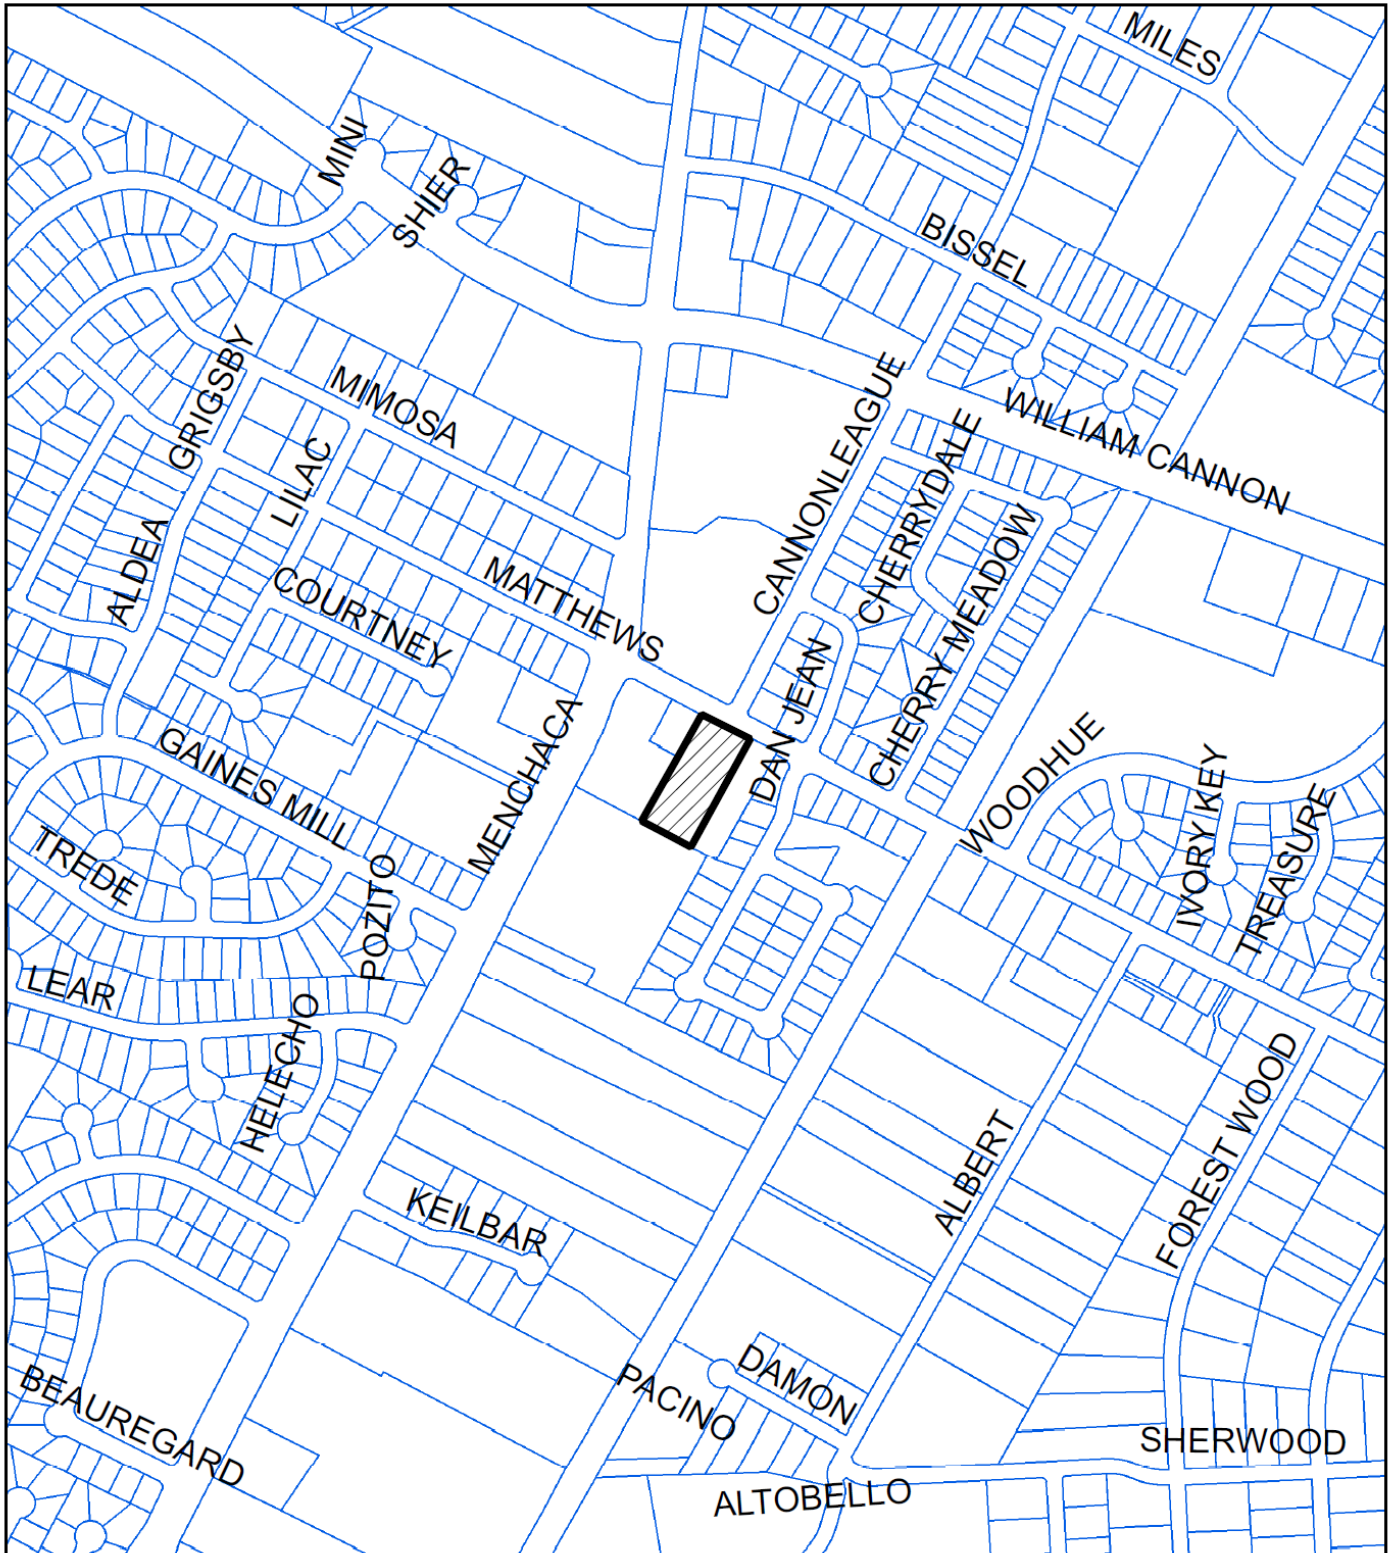 MILES
MINI
SHIER
BISSEL
GRIGSBY
MIMOSA
CANNONLEAGUE
WILLIAM CANNON
LILAC
CHERRYDALE
ALDEA
CHERRY MEADOW
COURTNEY
MATTHEWS
DAN JEAN
MENCHACA
GAINES MILL
WOODHUE
IVORY KEY
TREASURE
TREDE
POZITO
LEAR
HELECHO
FOREST WOOD
ALBERT
KEILBAR
DAMON
PACINO
BEAUREGARD
SHERWOOD
ALTOBELLO